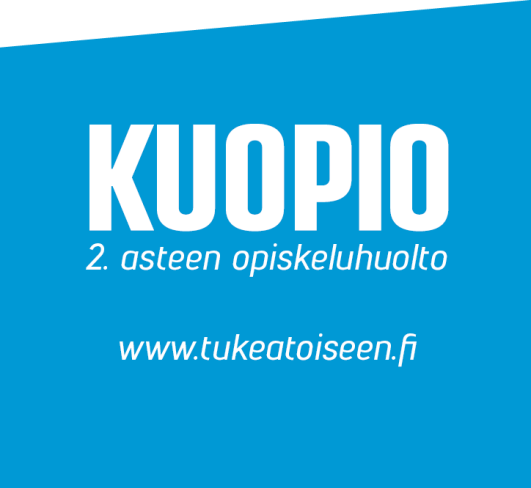 KUOPIO
2. asteen opiskeluhuolto
www.tukeatoiseen.fi